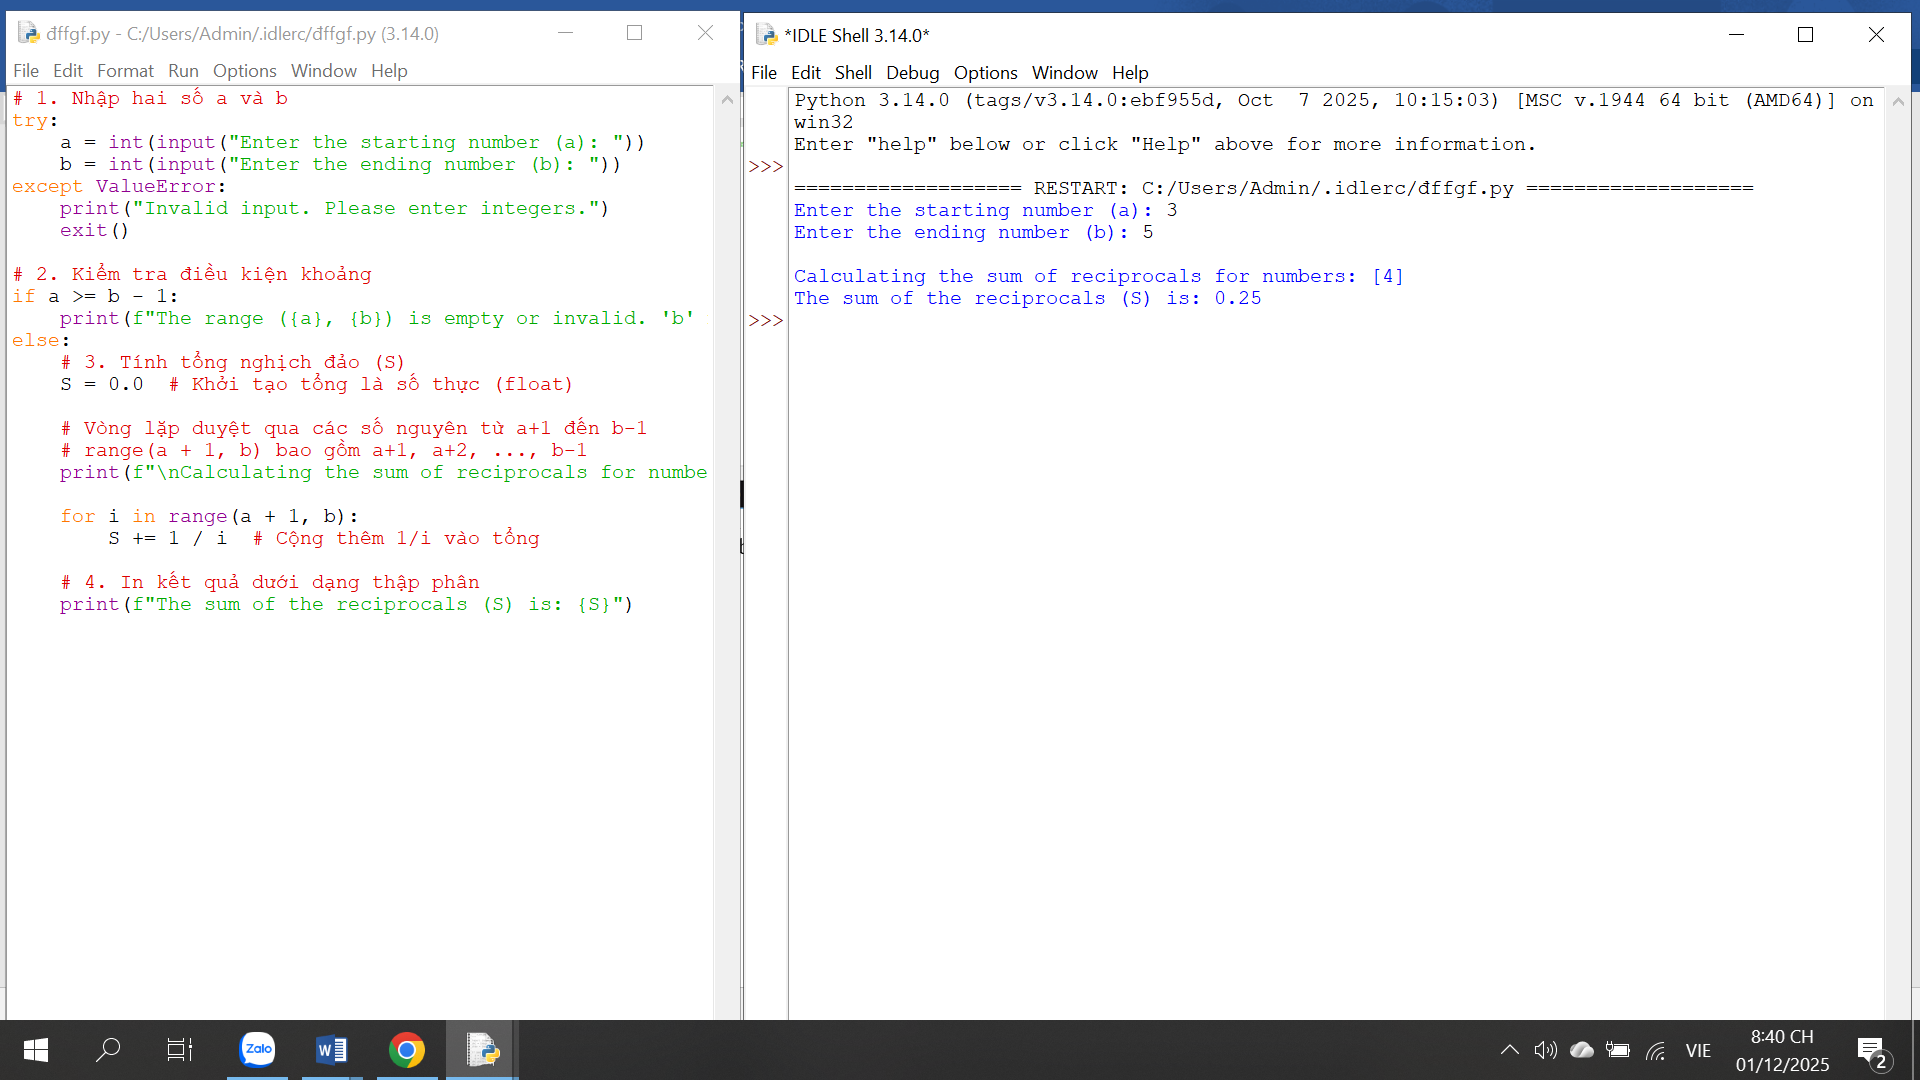 đffgf.py - C:/Users/Admin/.idlerc/đffgf.py (3.14.0)
File Edit Format Run Options Window Help
# 1. Nhập hai số a và b
try:
    a = int(input("Enter the starting number (a): "))
    b = int(input("Enter the ending number (b): "))
except ValueError:
    print("Invalid input. Please enter integers.")
    exit()
# 2. Kiểm tra điều kiện khoảng
if a >= b - 1:
    print(f"The range ({a}, {b}) is empty or invalid. 'b'
else:
    # 3. Tính tổng nghịch đảo (S)
    S = 0.0  # Khởi tạo tổng là số thực (float)
    # Vòng lặp duyệt qua các số nguyên từ a+1 đến b-1
    # range(a + 1, b) bao gồm a+1, a+2, ..., b-1
    print(f"\nCalculating the sum of reciprocals for numbe
    for i in range(a + 1, b):
        S += 1 / i  # Cộng thêm 1/i vào tổng
    # 4. In kết quả dưới dạng thập phân
    print(f"The sum of the reciprocals (S) is: {S}")
*IDLE Shell 3.14.0*
File Edit Shell Debug Options Window Help
Python 3.14.0 (tags/v3.14.0:ebf955d, Oct  7 2025, 10:15:03) [MSC v.1944 64 bit (AMD64)] on
win32
Enter "help" below or click "Help" above for more information.
>>>
=================== RESTART: C:/Users/Admin/.idlerc/đffgf.py ===================
Enter the starting number (a): 3
Enter the ending number (b): 5
Calculating the sum of reciprocals for numbers: [4]
The sum of the reciprocals (S) is: 0.25
>>>
Zalo
W
VIE
8:40 CH
01/12/2025
2